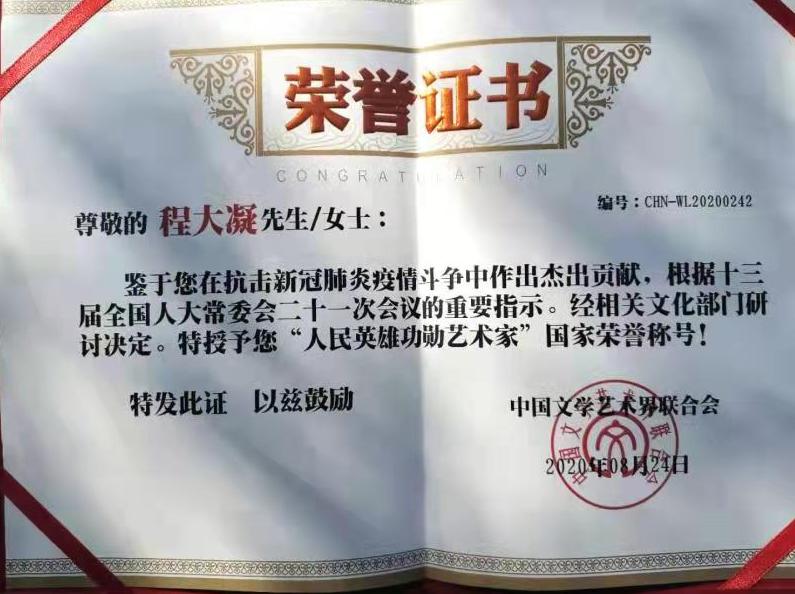 荣誉证书
CONGRATULATION
编号：CHN-WL20200242
尊敬的 程大凝 先生/女士：
鉴于您在抗击新冠肺炎疫情斗争中作出杰出贡献，根据十三
届全国人大常委会二十一次会议的重要指示。经相关文化部门研
讨决定。特授予您“人民英雄功勋艺术家”国家荣誉称号！
特发此证 以兹鼓励
中国文学艺术界联合会
2020年08月24日